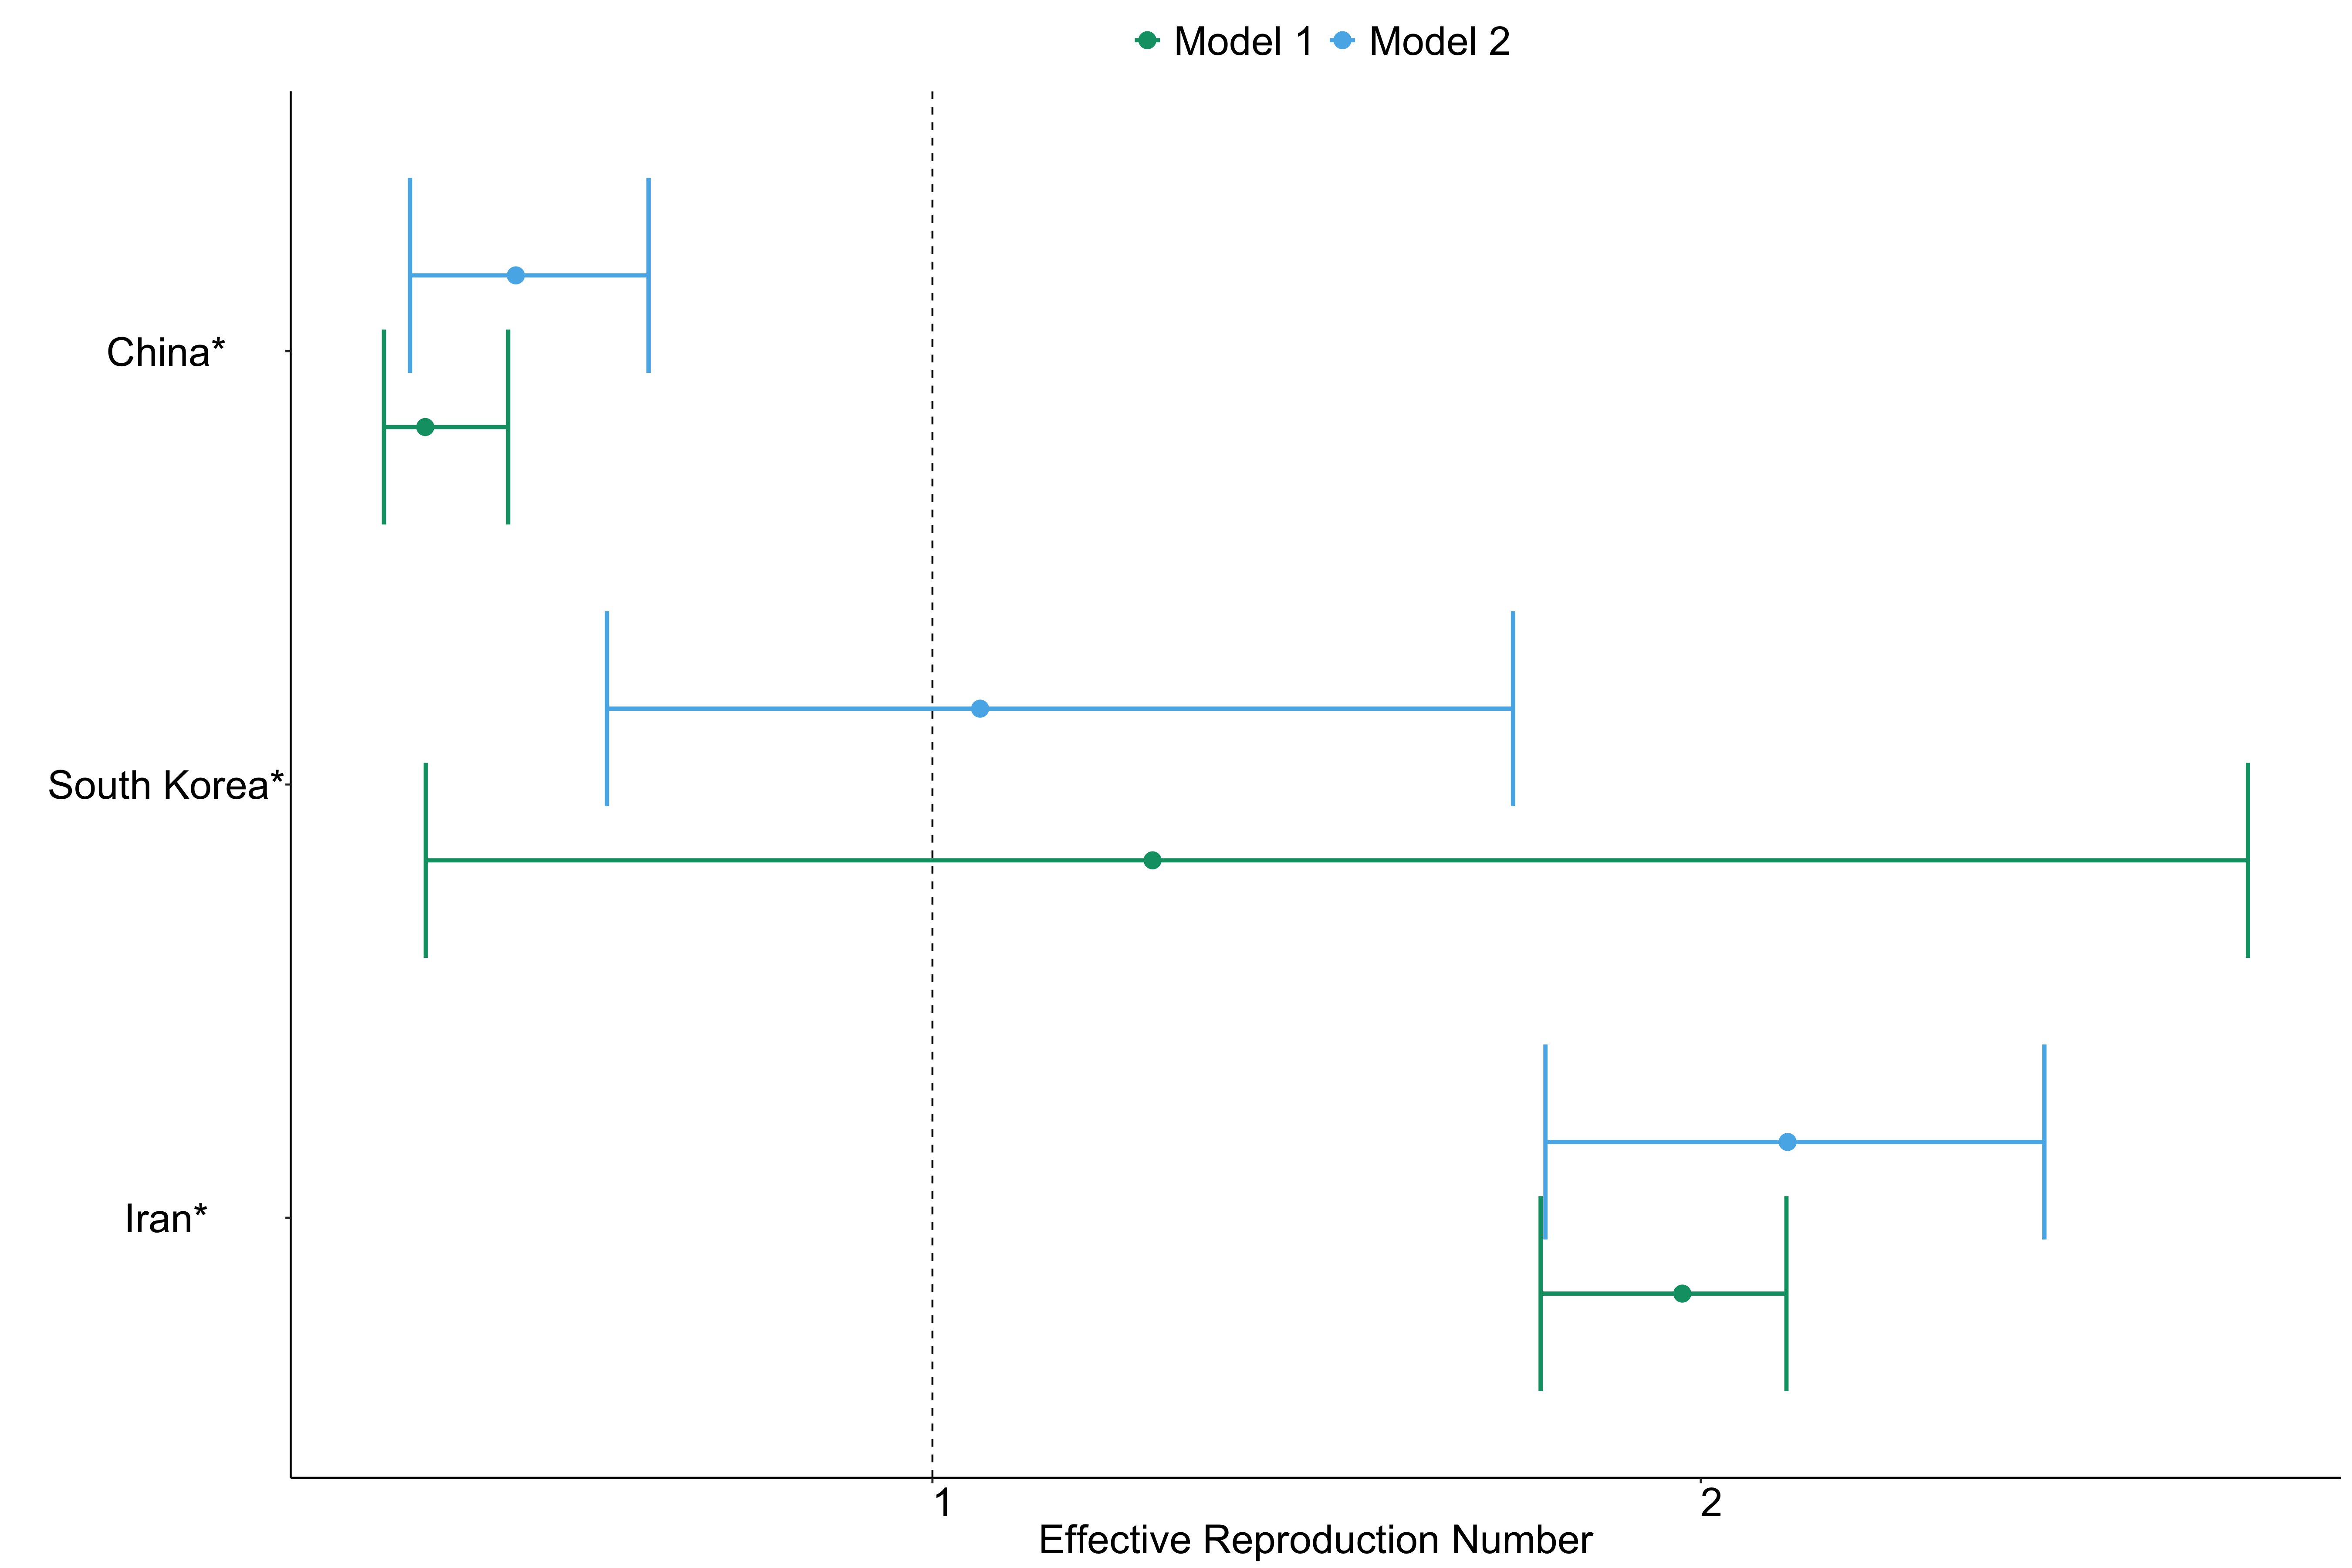 Model 1 Model 2
China*
South Korea*
Iran*
1 2
Effective Reproduction Number